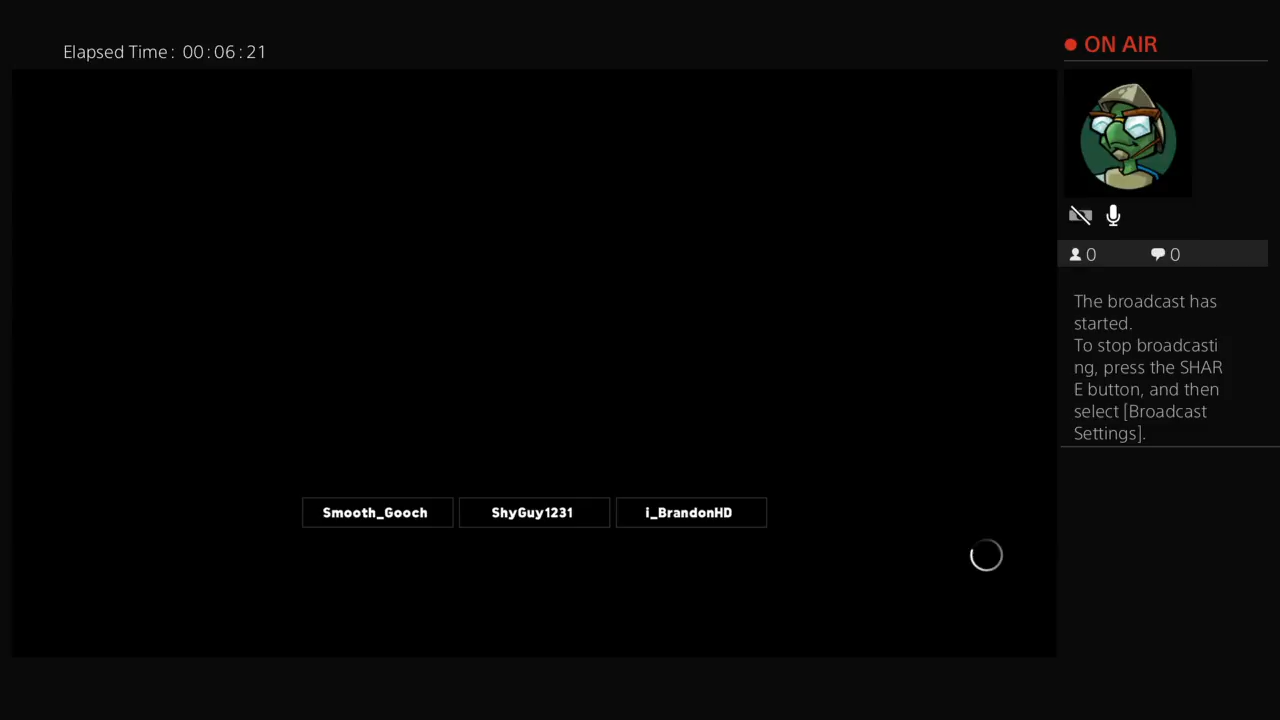 Elapsed Time: 00:06:21
ON AIR
0 0
The broadcast has
started.
To stop broadcasti
ng, press the SHAR
E button, and then
select [Broadcast
Settings].
Smooth_Gooch ShyGuy1231 i_BrandonHD